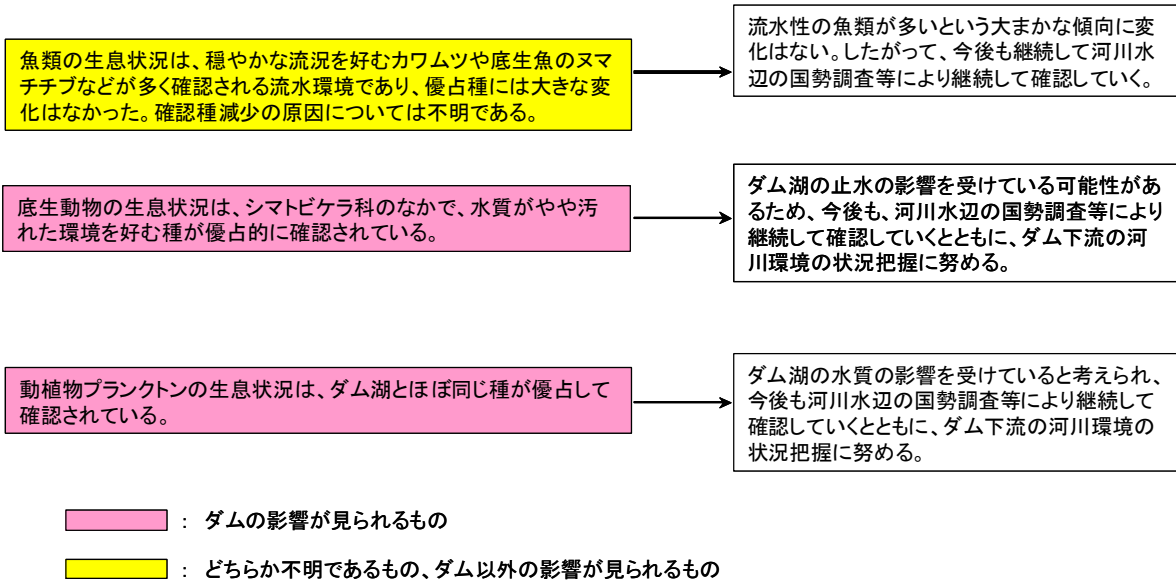 魚類の生息状況は、穏やかな流況を好むカワムツや底生魚のヌマ
チチブなどが多く確認される流水環境であり、優占種には大きな変
化はなかった。確認種減少の原因については不明である。
流水性の魚類が多いという大まかな傾向に変
化はない。したがって、今後も継続して河川水
辺の国勢調査等により継続して確認していく。
底生動物の生息状況は、シマトビケラ科のなかで、水質がやや汚
れた環境を好む種が優占的に確認されている。
ダム湖の止水の影響を受けている可能性があ
るため、今後も、河川水辺の国勢調査等により
継続して確認していくとともに、ダム下流の河
川環境の状況把握に努める。
動植物プランクトンの生息状況は、ダム湖とほぼ同じ種が優占して
確認されている。
ダム湖の水質の影響を受けていると考えられ、
今後も河川水辺の国勢調査等により継続して
確認していくとともに、ダム下流の河川環境の
状況把握に努める。
： ダムの影響が見られるもの
： どちらか不明であるもの、ダム以外の影響が見られるもの